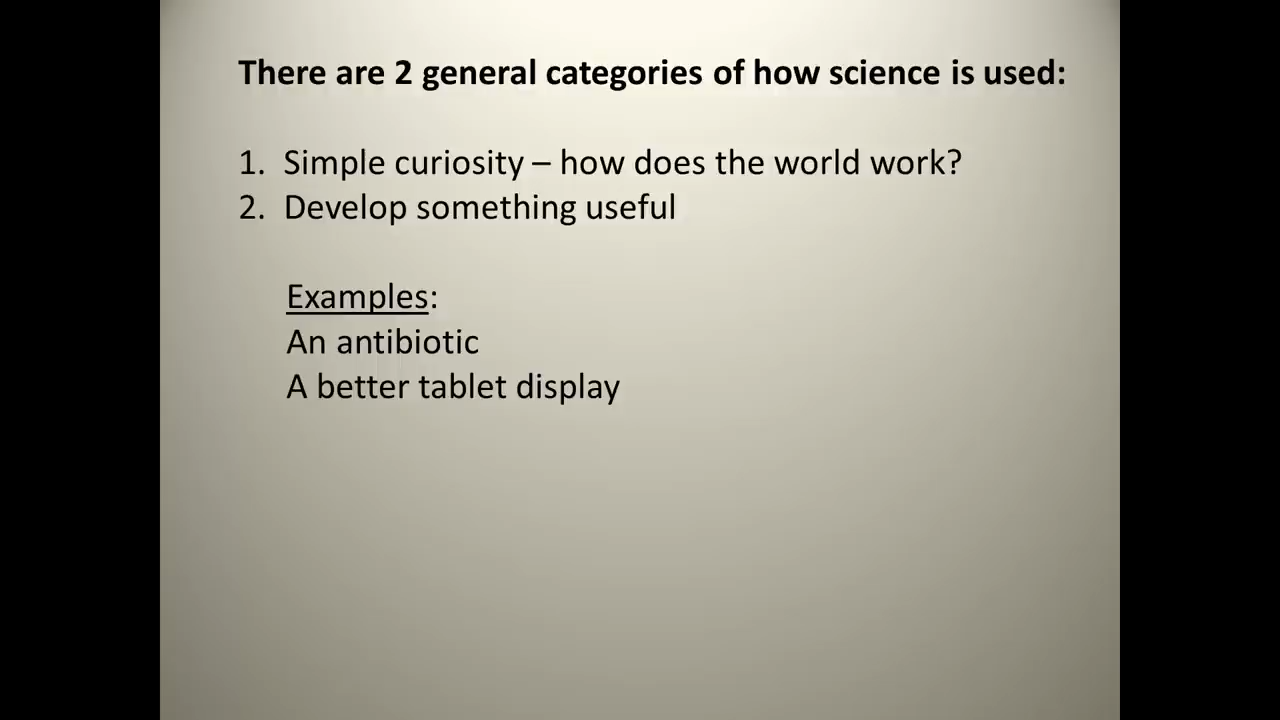 There are 2 general categories of how science is used:
1. Simple curiosity – how does the world work?
2. Develop something useful
Examples:
An antibiotic
A better tablet display